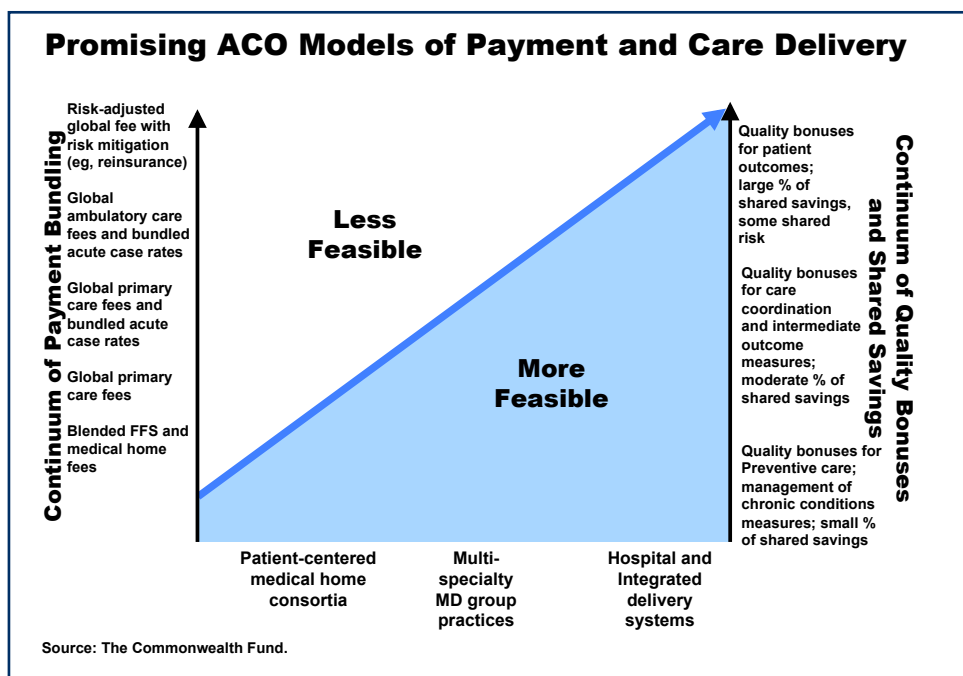 Promising ACO Models of Payment and Care Delivery
Continuum of Payment Bundling
Risk-adjusted
global fee with
risk mitigation
(eg, reinsurance)
Global
ambulatory care
fees and bundled
acute case rates
Global primary
care fees and
bundled acute
case rates
Global primary
care fees
Blended FFS and
medical home
fees
Less
Feasible
More
Feasible
Quality bonuses
for patient
outcomes;
large % of
shared savings,
some shared
risk
Quality bonuses
for care
coordination
and intermediate
outcome
measures;
moderate % of
shared savings
Quality bonuses for
Preventive care;
management of
chronic conditions
measures; small %
of shared savings
Continuum of Quality Bonuses
and Shared Savings
Patient-centered
medical home
consortia
Multi-
specialty
MD group
practices
Hospital and
Integrated
delivery
systems
Source: The Commonwealth Fund.